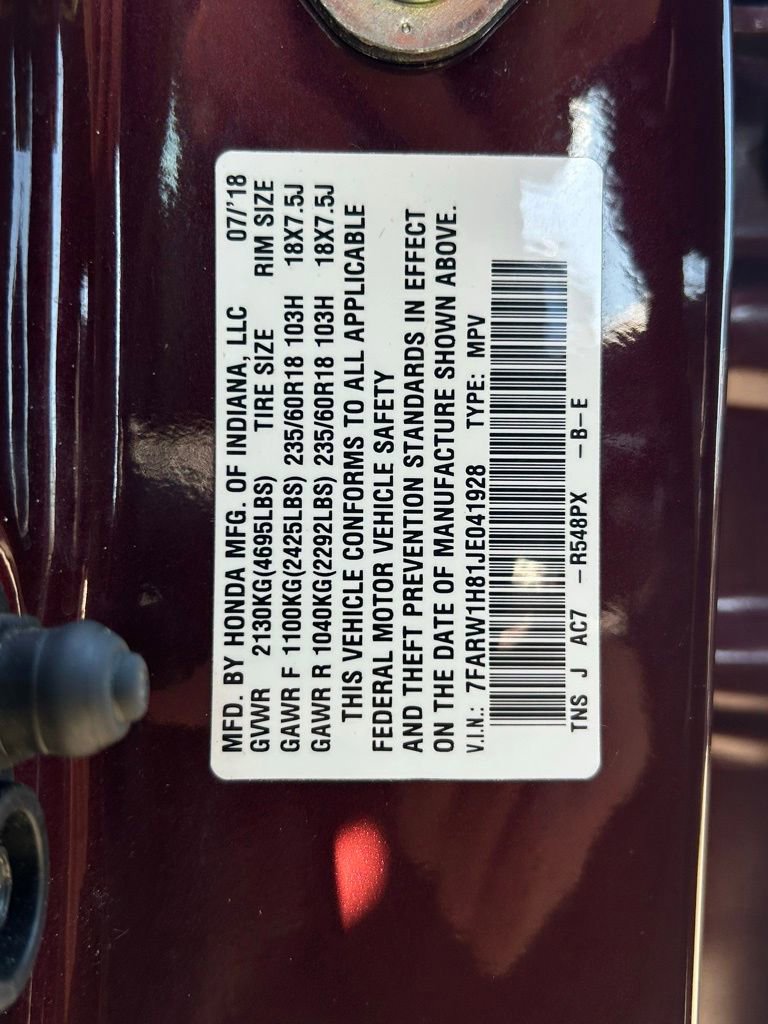 MFD. BY HONDA MFG. OF INDIANA, LLC 07/'18
GVWR 2130KG(4695LBS) TIRE SIZE RIM SIZE
GAWR F 1100KG(2425LBS) 235/60R18 103H 18X7.5J
GAWR R 1040KG(2292LBS) 235/60R18 103H 18X7.5J
THIS VEHICLE CONFORMS TO ALL APPLICABLE
FEDERAL MOTOR VEHICLE SAFETY
AND THEFT PREVENTION STANDARDS IN EFFECT
ON THE DATE OF MANUFACTURE SHOWN ABOVE.
V.I.N.: 7FARW1H81JE041928 TYPE: MPV
TNS J AC7 -R548PX -B-E